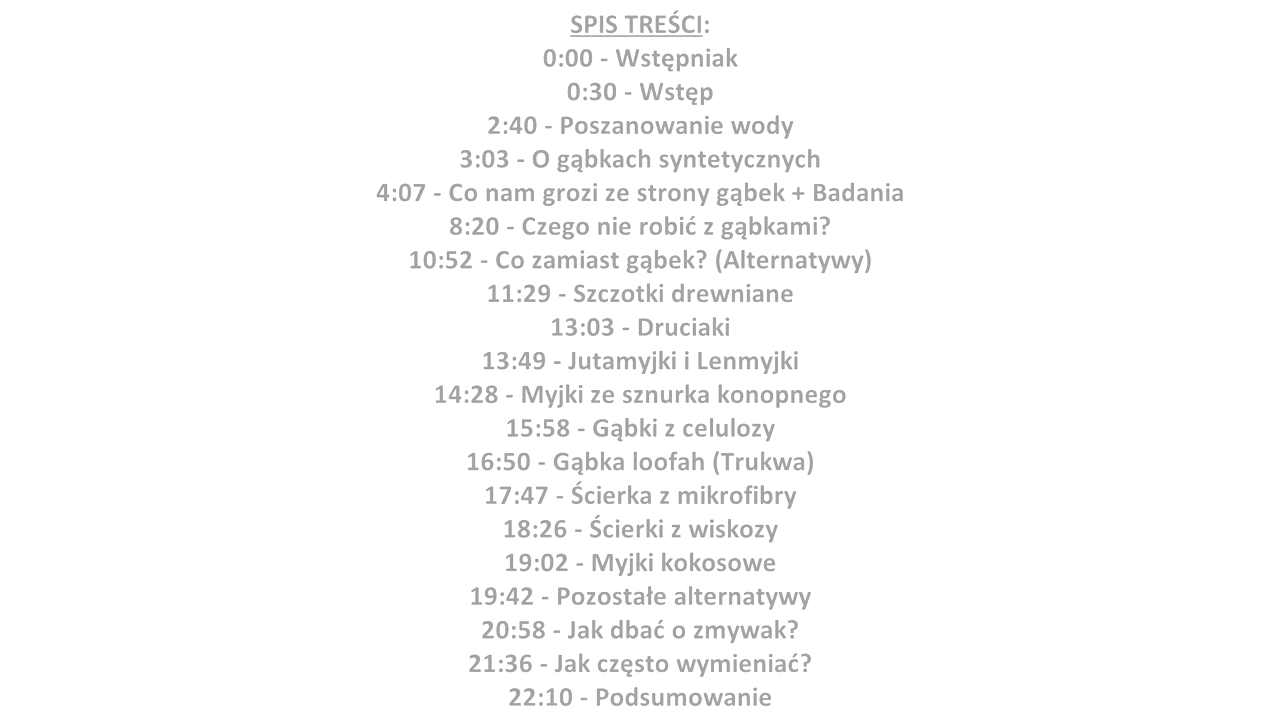 SPIS TREŚCI:
0:00 - Wstępniak
0:30 - Wstęp
2:40 - Poszanowanie wody
3:03 - O gąbkach syntetycznych
4:07 - Co nam grozi ze strony gąbek + Badania
8:20 - Czego nie robić z gąbkami?
10:52 - Co zamiast gąbek? (Alternatywy)
11:29 - Szczotki drewniane
13:03 - Druciaki
13:49 - Jutamyjki i Lenmyjki
14:28 - Myjki ze sznurka konopnego
15:58 - Gąbki z celulozy
16:50 - Gąbka loofah (Trukwa)
17:47 - Ścierka z mikrofibry
18:26 - Ścierki z wiskozy
19:02 - Myjki kokosowe
19:42 - Pozostałe alternatywy
20:58 - Jak dbać o zmywak?
21:36 - Jak często wymieniać?
22:10 - Podsumowanie